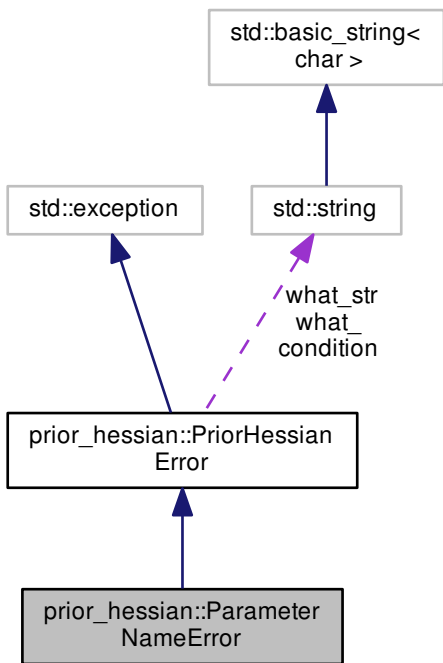 std::basic_string<
char >
std::exception
std::string
what_str
what_
condition
prior_hessian::PriorHessian
Error
prior_hessian::Parameter
NameError